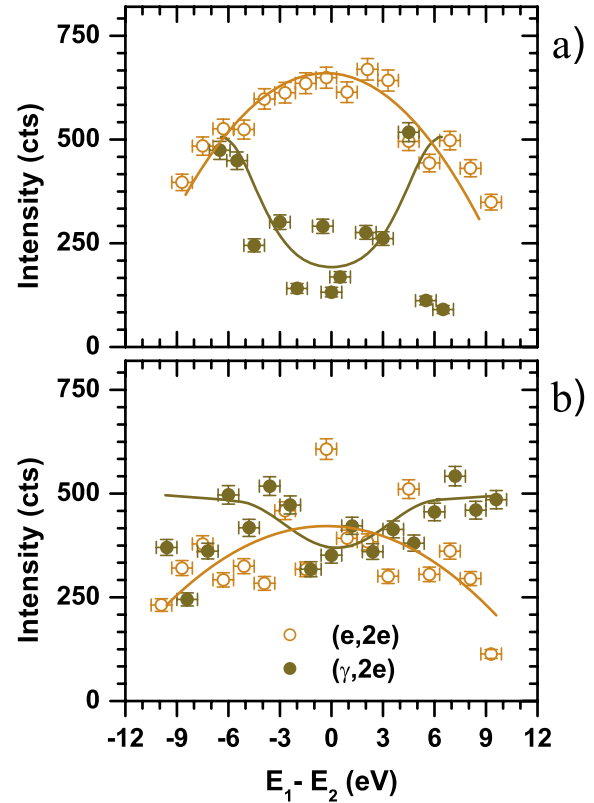 750
a)
500
250
0
Intensity (cts)
750
b)
500
250
0
Intensity (cts)
(e,2e)
(γ,2e)
-12 -9 -6 -3 0 3 6 9 12
E₁- E₂ (eV)